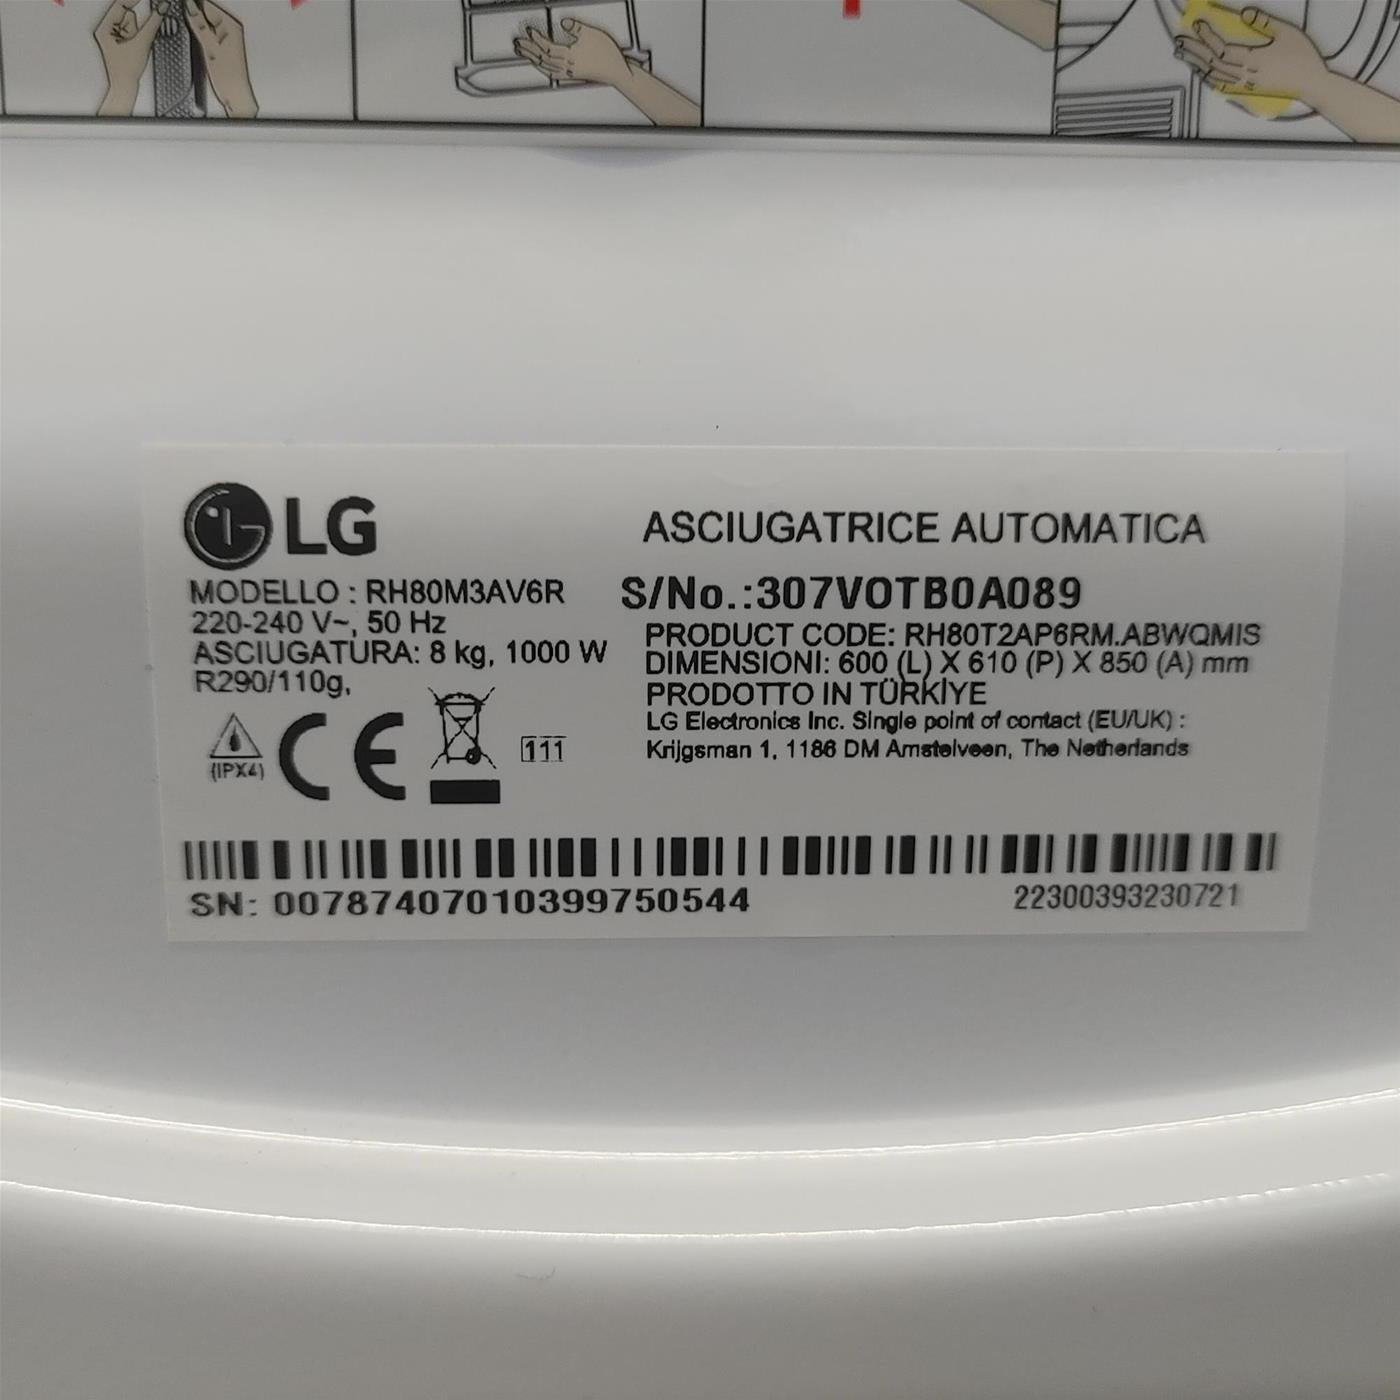 LG
ASCIUGATRICE AUTOMATICA
MODELLO : RH80M3AV6R
S/No.:307VOTB0A089
220-240 V~, 50 Hz
PRODUCT CODE: RH80T2AP6RM.ABWQMIS
ASCIUGATURA: 8 kg, 1000 W
DIMENSIONI: 600 (L) X 610 (P) X 850 (A) mm
R290/110g,
PRODOTTO IN TÜRKİYE
LG Electronics Inc. Single point of contact (EU/UK) :
Krijgsman 1, 1186 DM Amstelveen, The Netherlands
(IPX4)
CE
111
SN: 00787407010399750544
22300393230721